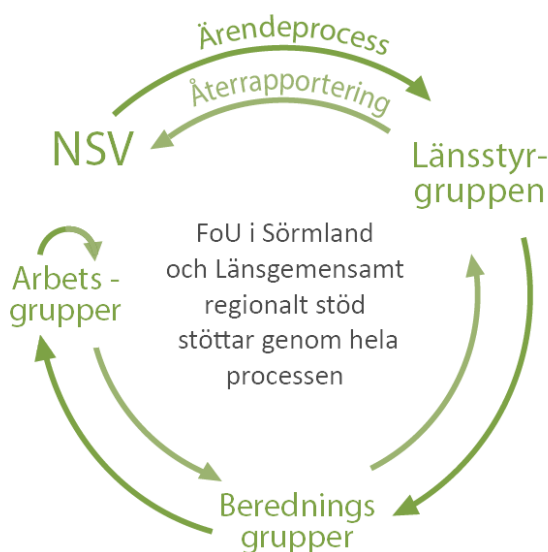 Ärendeprocess
Återrapportering
NSV
Länsstyr-
gruppen
FoU i Sörmland
och Länsgemensamt
regionalt stöd
stöttar genom hela
processen
Arbets -
grupper
Berednings
grupper